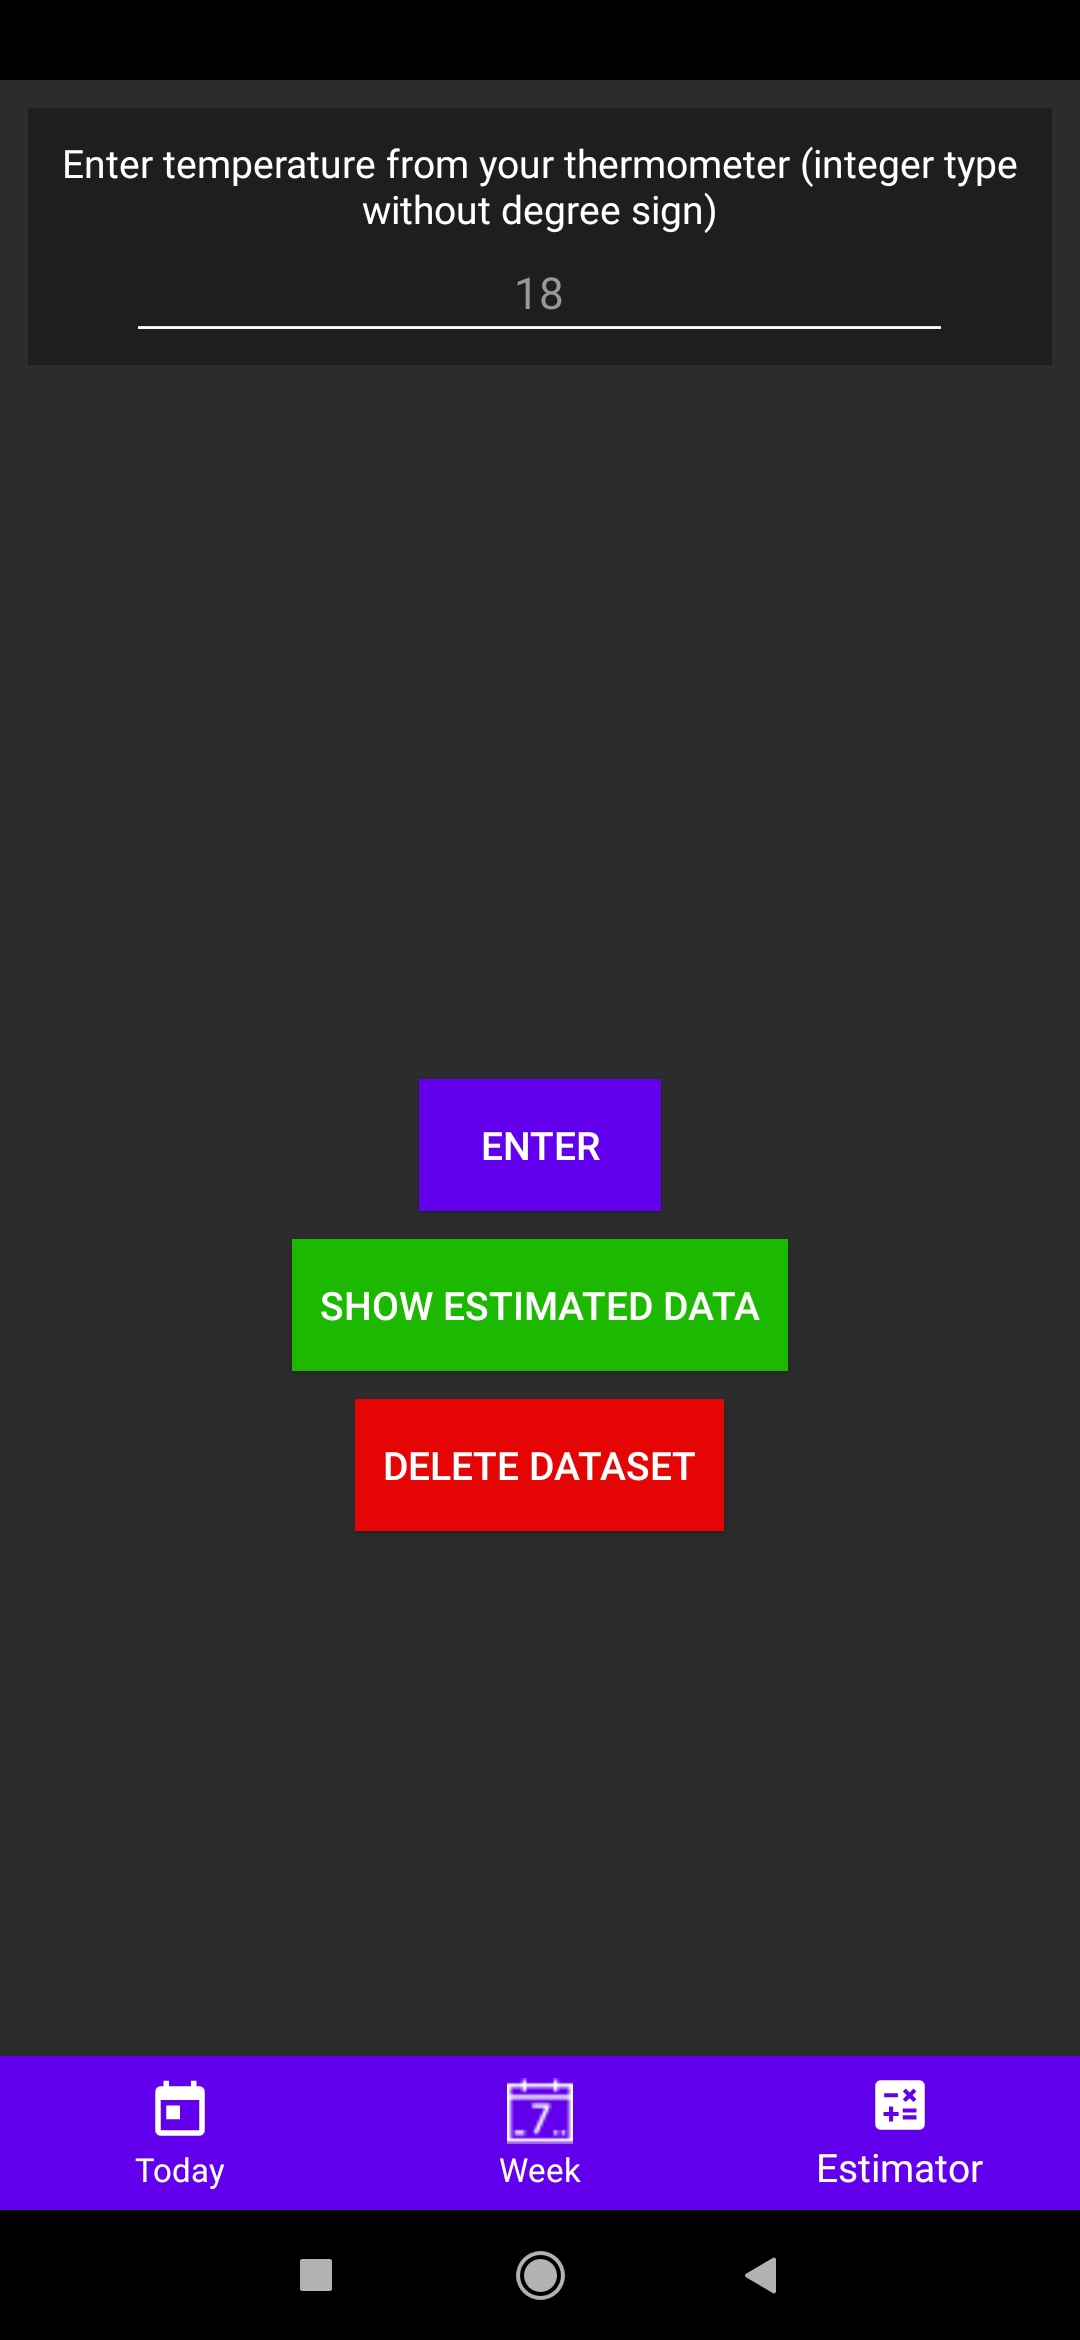 Enter temperature from your thermometer (integer type
without degree sign)
18
ENTER
SHOW ESTIMATED DATA
DELETE DATASET
7
Today
Week
Estimator